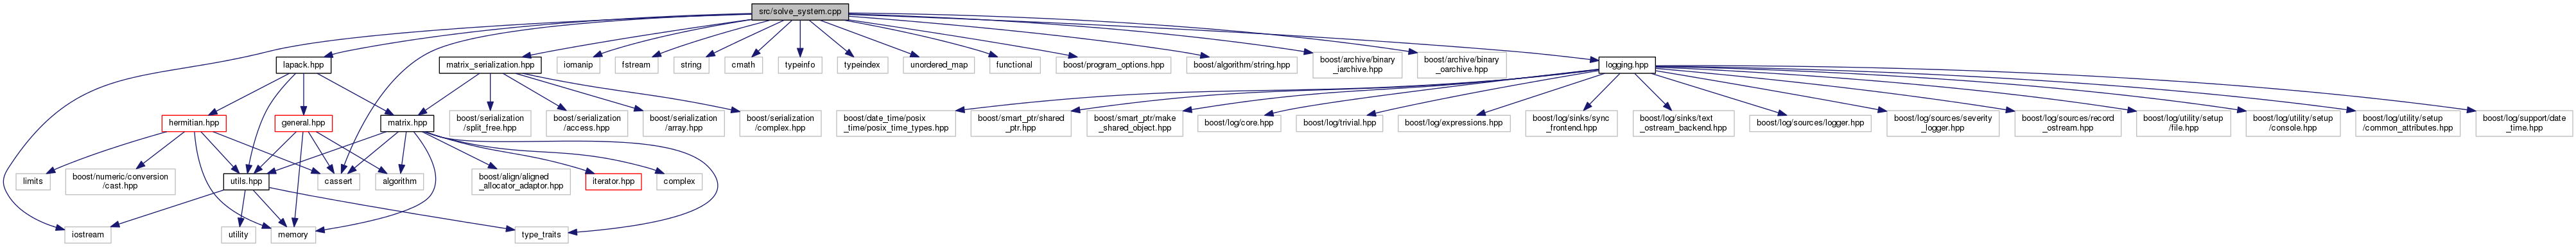 src/solve_system.cpp
lapack.hpp
matrix_serialization.hpp
iomanip
fstream
string
cmath
typeinfo
typeindex
unordered_map
functional
boost/program_options.hpp
boost/algorithm/string.hpp
boost/archive/binary
_iarchive.hpp
boost/archive/binary
_oarchive.hpp
logging.hpp
hermitian.hpp
general.hpp
matrix.hpp
boost/serialization
/split_free.hpp
boost/serialization
/access.hpp
boost/serialization
/array.hpp
boost/serialization
/complex.hpp
boost/date_time/posix
_time/posix_time_types.hpp
boost/smart_ptr/shared
_ptr.hpp
boost/smart_ptr/make
_shared_object.hpp
boost/log/core.hpp
boost/log/trivial.hpp
boost/log/expressions.hpp
boost/log/sinks/sync
_frontend.hpp
boost/log/sinks/text
_ostream_backend.hpp
boost/log/sources/logger.hpp
boost/log/sources/severity
_logger.hpp
boost/log/sources/record
_ostream.hpp
boost/log/utility/setup
/file.hpp
boost/log/utility/setup
/console.hpp
boost/log/utility/setup
/common_attributes.hpp
boost/log/support/date
_time.hpp
limits
boost/numeric/conversion
/cast.hpp
utils.hpp
cassert
algorithm
boost/align/aligned
_allocator_adaptor.hpp
iterator.hpp
complex
iostream
utility
memory
type_traits